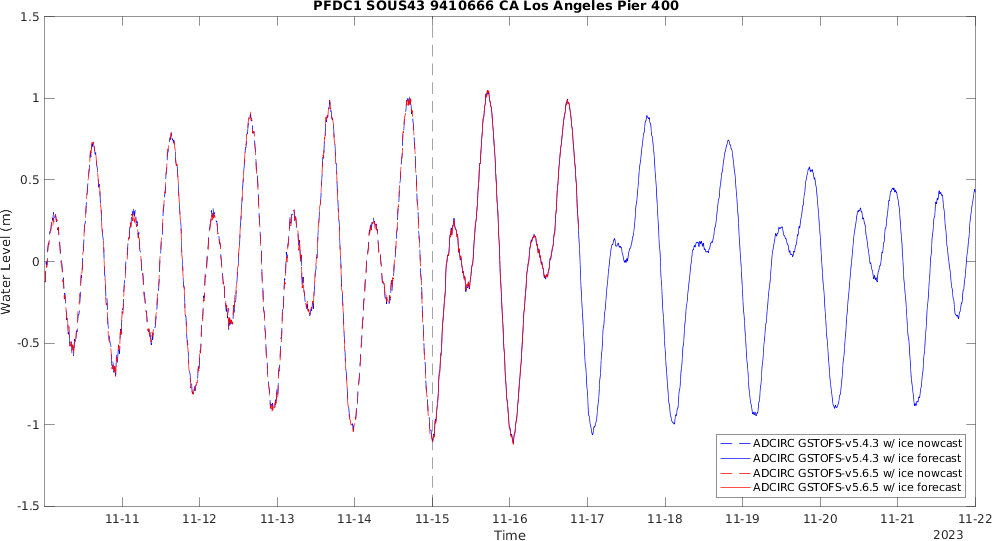 PFDC1 SOUS43 9410666 CA Los Angeles Pier 400
1.5
1
0.5
0
-0.5
-1
-1.5
Water Level (m)
11-11 11-12 11-13 11-14 11-15 11-16 11-17 11-18 11-19 11-20 11-21 11-22
Time
2023
ADCIRC GSTOFS-v5.4.3 w/ ice nowcast
ADCIRC GSTOFS-v5.4.3 w/ ice forecast
ADCIRC GSTOFS-v5.6.5 w/ ice nowcast
ADCIRC GSTOFS-v5.6.5 w/ ice forecast